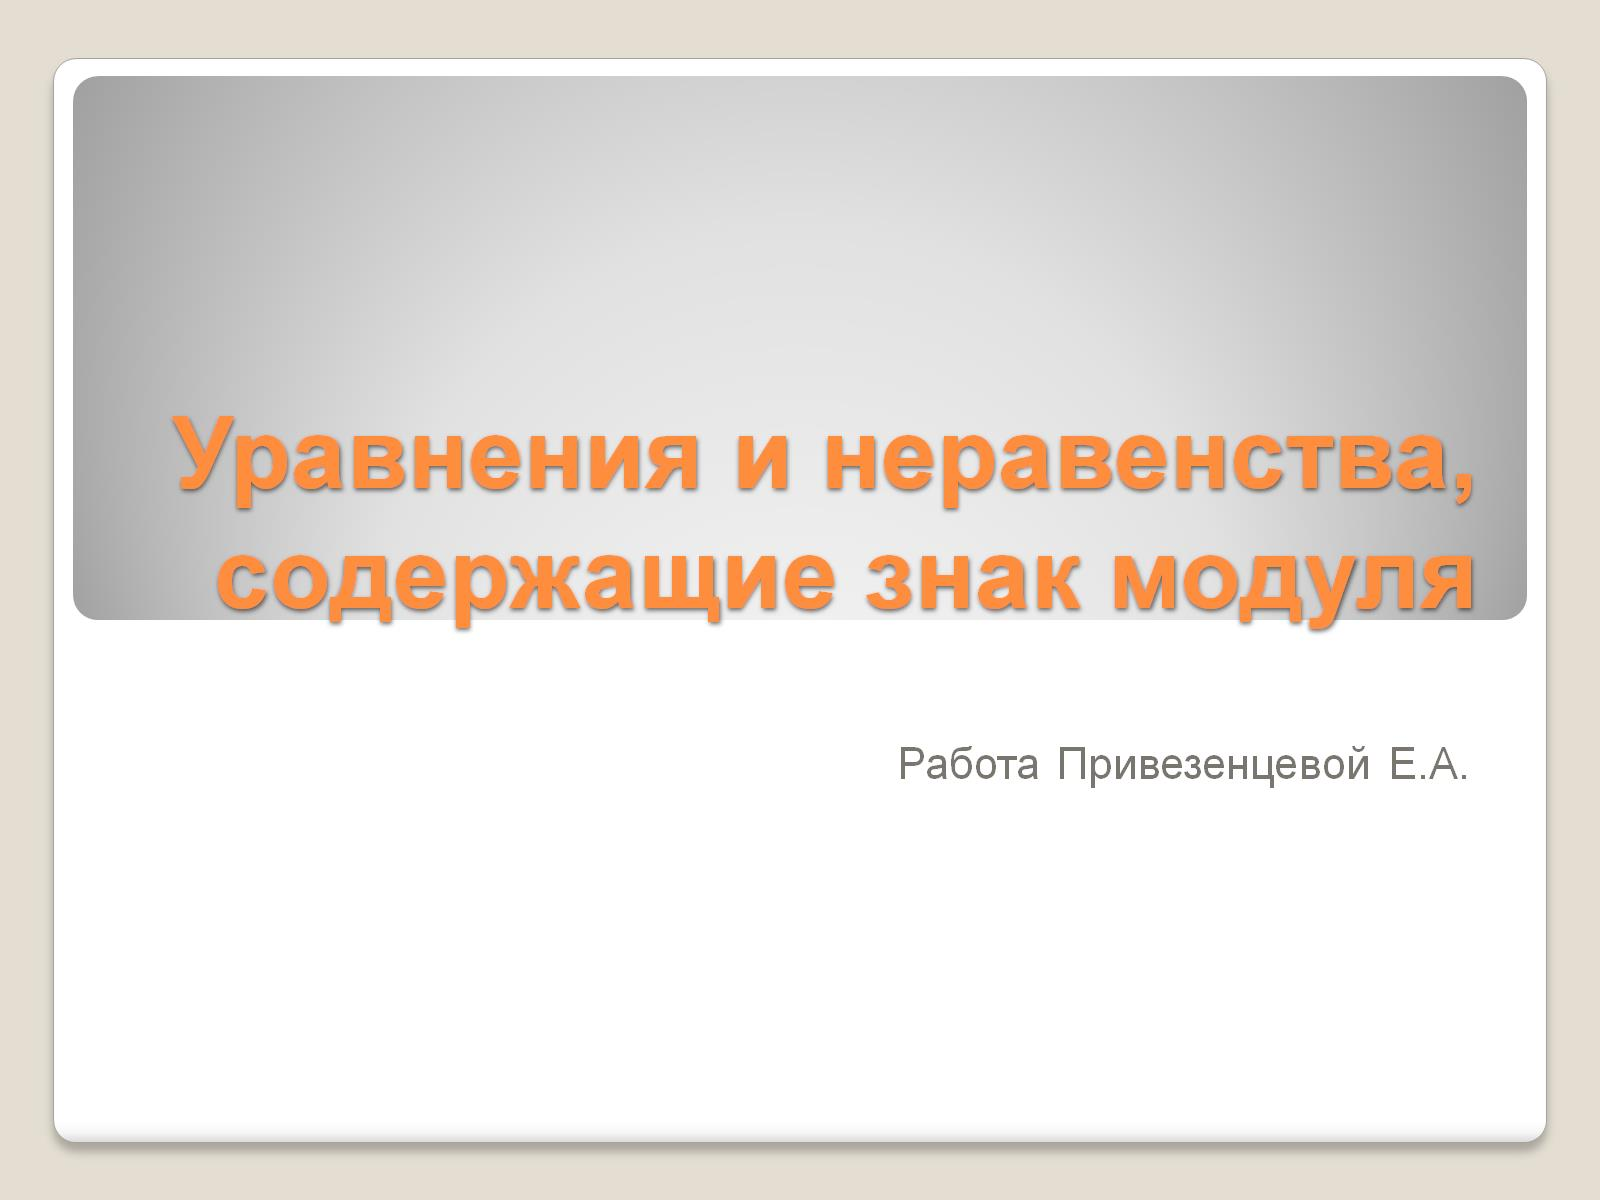 Уравнения и неравенства,
содержащие знак модуля
Работа Привезенцевой Е.А.